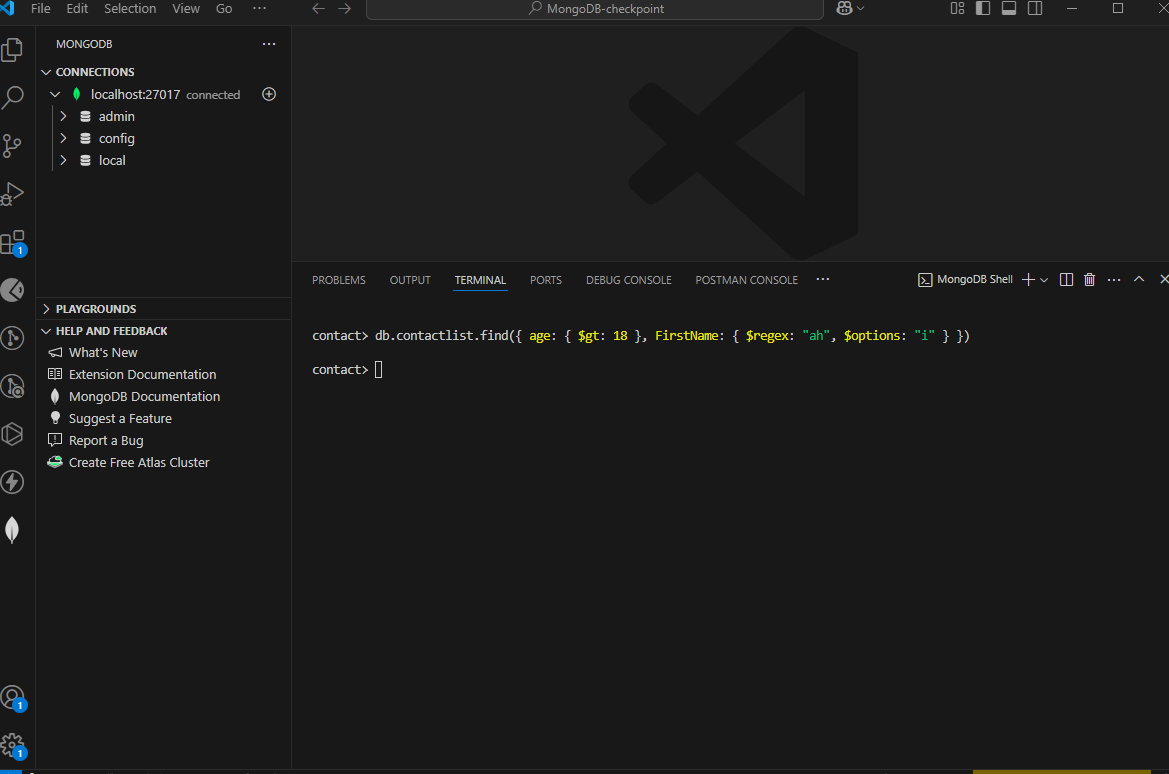 File Edit Selection View Go ··· MongoDB-checkpoint
MONGODB ···
CONNECTIONS
localhost:27017 connected
admin
config
local
PLAYGROUNDS
HELP AND FEEDBACK
What's New
Extension Documentation
MongoDB Documentation
Suggest a Feature
Report a Bug
Create Free Atlas Cluster
1
1
1
PROBLEMS OUTPUT TERMINAL PORTS DEBUG CONSOLE POSTMAN CONSOLE ··· MongoDB Shell ···
contact> db.contactlist.find({ age: { $gt: 18 }, FirstName: { $regex: "ah", $options: "i" } })
contact>